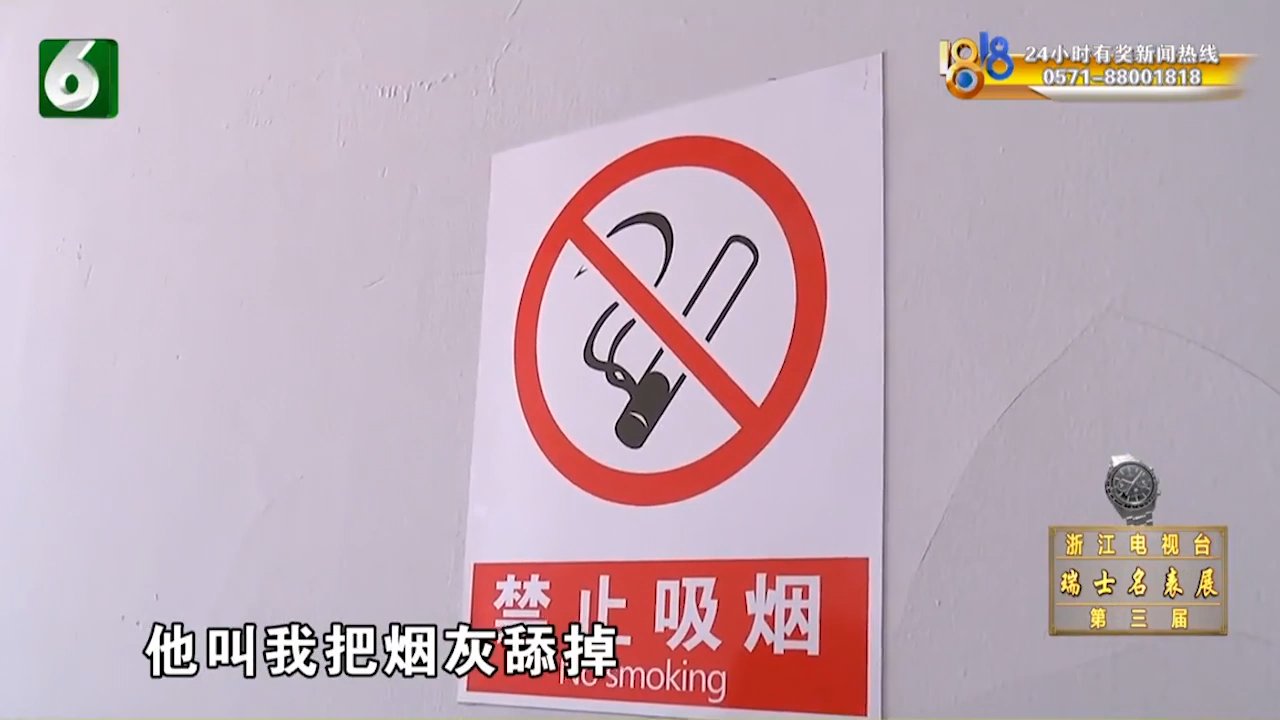 6
1818
24小时有奖新闻热线
0571-88001818
禁止吸烟
No smoking
他叫我把烟灰舔掉
浙江电视台
瑞士名表展
第三届